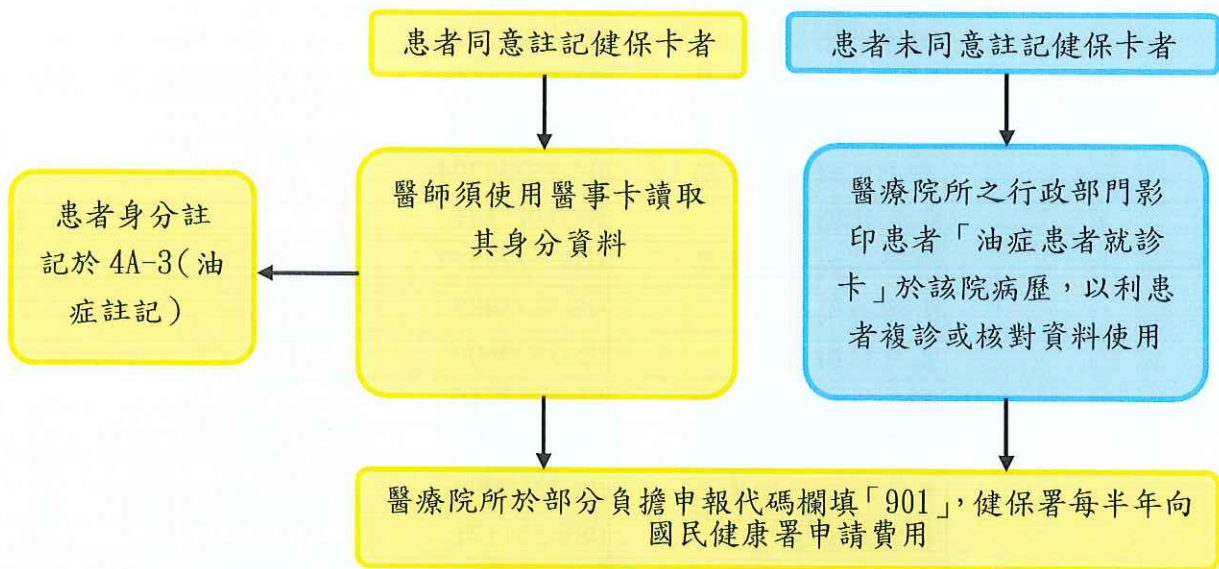 患者同意註記健保卡者
患者未同意註記健保卡者
患者身分註
記於 4A-3(油
症註記)
醫師須使用醫事卡讀取
其身分資料
醫療院所之行政部門影
印患者「油症患者就診
卡」於該院病歷,以利患
者複診或核對資料使用
醫療院所於部分負擔申報代碼欄填「901」,健保署每半年向
國民健康署申請費用